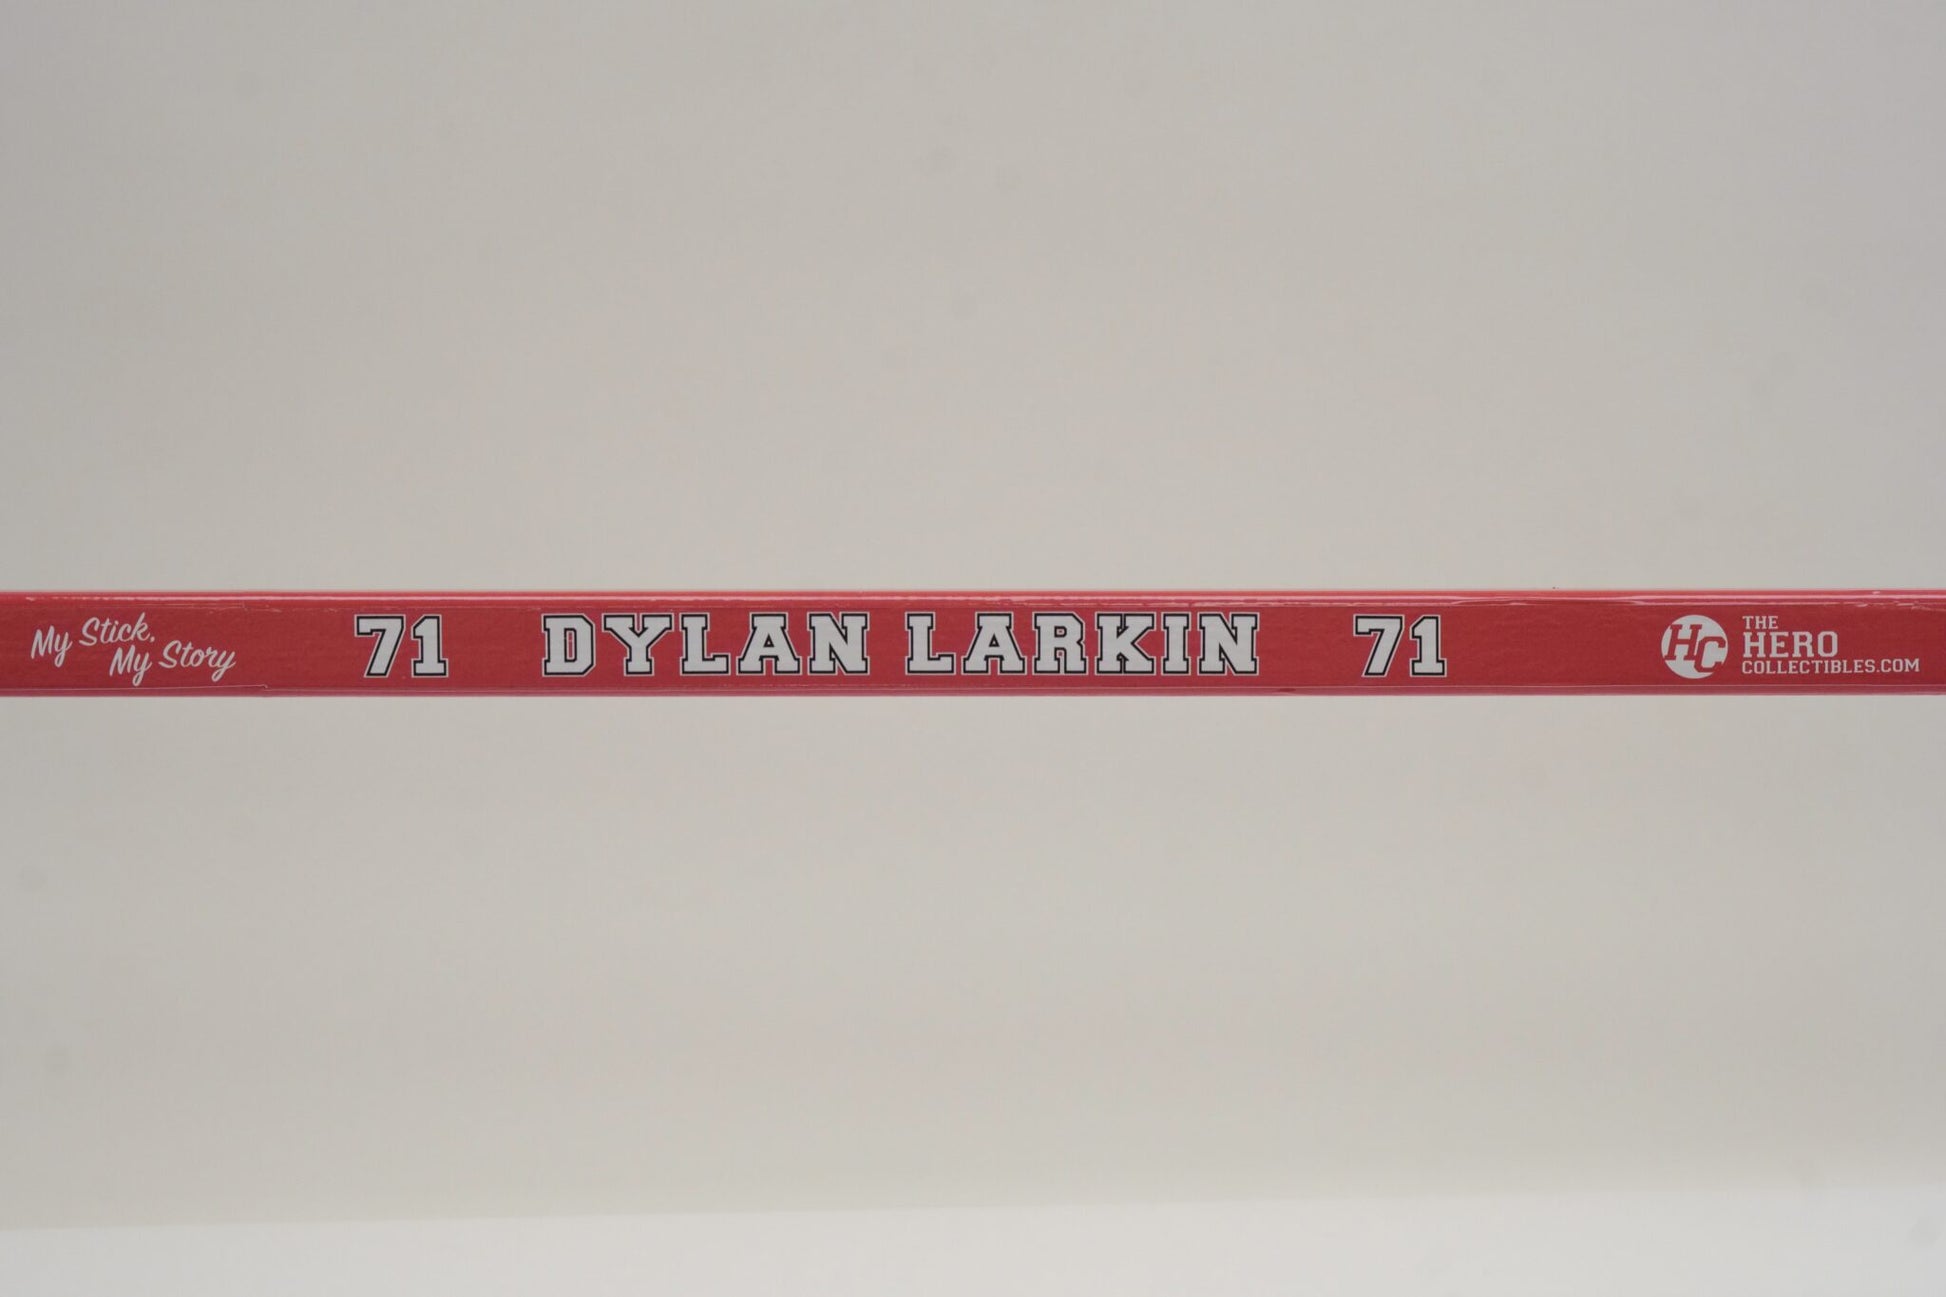 My Stick,
My Story
71 DYLAN LARKIN 71
HC
THE
HERO
COLLECTIBLES.COM